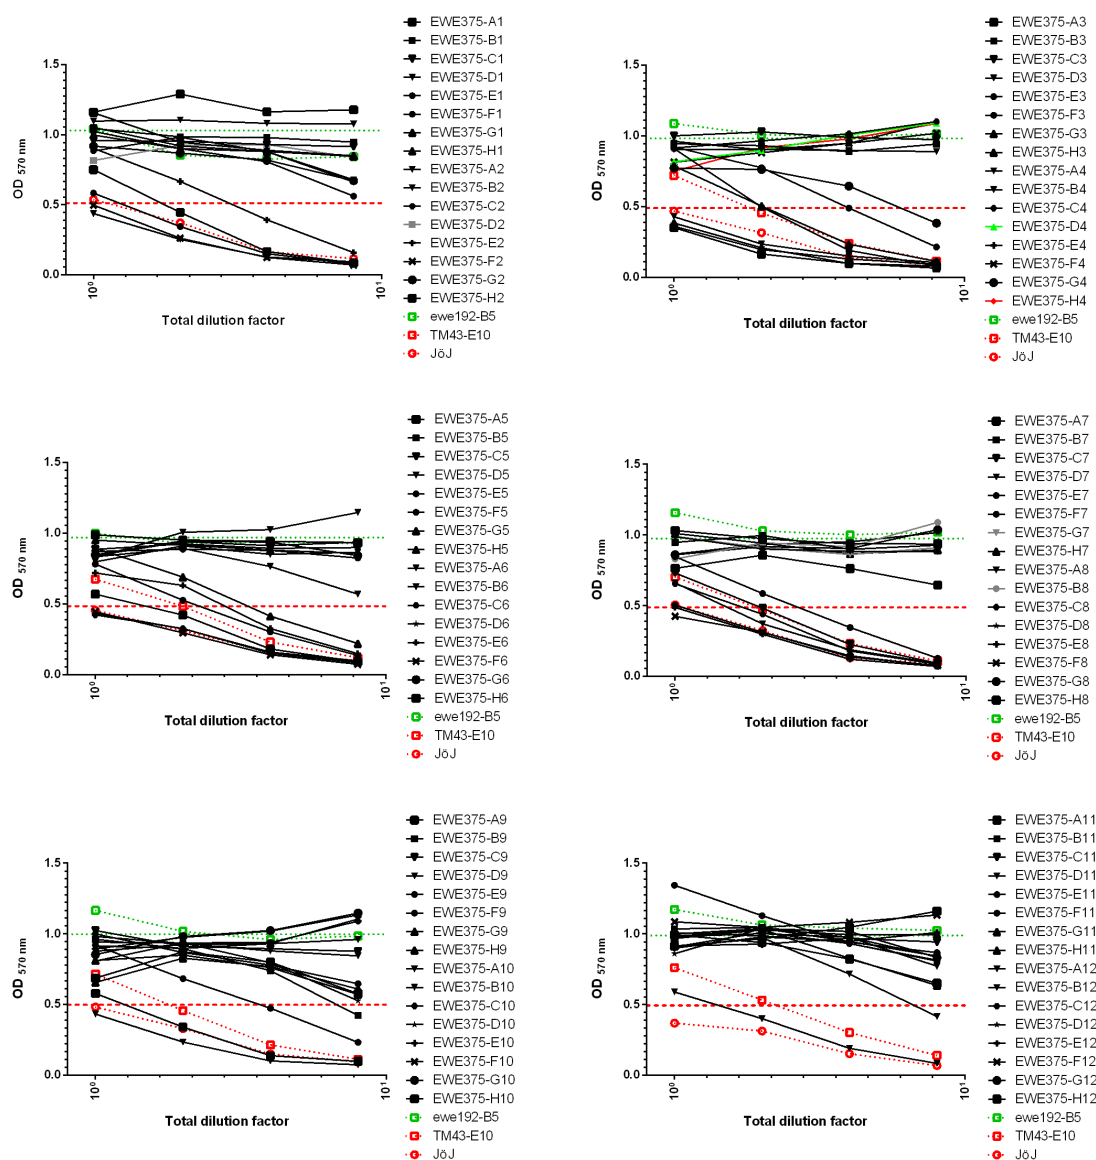 EWE375-A1
EWE375-B1
EWE375-C1
EWE375-D1
EWE375-E1
EWE375-F1
EWE375-G1
EWE375-H1
EWE375-A2
EWE375-B2
EWE375-C2
EWE375-D2
EWE375-E2
EWE375-F2
EWE375-G2
EWE375-H2
ewe192-B5
TM43-E10
JöJ
1.5
1.0
0.5
0.0
OD 570 nm
10⁰
10¹
Total dilution factor
EWE375-A3
EWE375-B3
EWE375-C3
EWE375-D3
EWE375-E3
EWE375-F3
EWE375-G3
EWE375-H3
EWE375-A4
EWE375-B4
EWE375-C4
EWE375-D4
EWE375-E4
EWE375-F4
EWE375-G4
EWE375-H4
ewe192-B5
TM43-E10
JöJ
1.5
1.0
0.5
0.0
OD 570 nm
10⁰
10¹
Total dilution factor
EWE375-A5
EWE375-B5
EWE375-C5
EWE375-D5
EWE375-E5
EWE375-F5
EWE375-G5
EWE375-H5
EWE375-A6
EWE375-B6
EWE375-C6
EWE375-D6
EWE375-E6
EWE375-F6
EWE375-G6
EWE375-H6
ewe192-B5
TM43-E10
JöJ
1.5
1.0
0.5
0.0
OD 570 nm
10⁰
10¹
Total dilution factor
EWE375-A7
EWE375-B7
EWE375-C7
EWE375-D7
EWE375-E7
EWE375-F7
EWE375-G7
EWE375-H7
EWE375-A8
EWE375-B8
EWE375-C8
EWE375-D8
EWE375-E8
EWE375-F8
EWE375-G8
EWE375-H8
ewe192-B5
TM43-E10
JöJ
1.5
1.0
0.5
0.0
OD 570 nm
10⁰
10¹
Total dilution factor
EWE375-A9
EWE375-B9
EWE375-C9
EWE375-D9
EWE375-E9
EWE375-F9
EWE375-G9
EWE375-H9
EWE375-A10
EWE375-B10
EWE375-C10
EWE375-D10
EWE375-E10
EWE375-F10
EWE375-G10
EWE375-H10
ewe192-B5
TM43-E10
JöJ
1.5
1.0
0.5
0.0
OD 570 nm
10⁰
10¹
Total dilution factor
EWE375-A11
EWE375-B11
EWE375-C11
EWE375-D11
EWE375-E11
EWE375-F11
EWE375-G11
EWE375-H11
EWE375-A12
EWE375-B12
EWE375-C12
EWE375-D12
EWE375-E12
EWE375-F12
EWE375-G12
EWE375-H12
ewe192-B5
TM43-E10
JöJ
1.5
1.0
0.5
0.0
OD 570 nm
10⁰
10¹
Total dilution factor